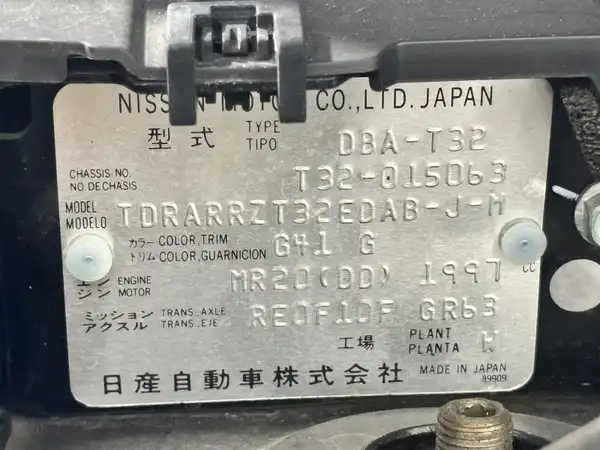 NISSAN MOTOR CO.,LTD. JAPAN
型式 TYPE TIPO DBA-T32
CHASSIS NO. NO. DE CHASIS T32-015063
MODEL MODELO TDRARRZT32EDAB-J-M
カラー COLOR,TRIM
トリム COLOR,GUARNICION G41 G
エンジン ENGINE MOTOR MR20(DD) 1997 CC
ミッション TRANS.,AXLE
アクスル TRANS.,EJE RE0F10F GR63
工場 PLANT PLANTA W
日産自動車株式会社 MADE IN JAPAN
89909